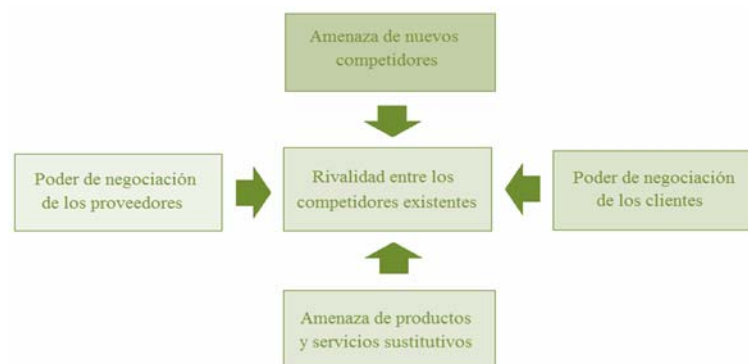 Amenaza de nuevos
competidores
Poder de negociación
de los proveedores
Rivalidad entre los
competidores existentes
Poder de negociación
de los clientes
Amenaza de productos
y servicios sustitutivos